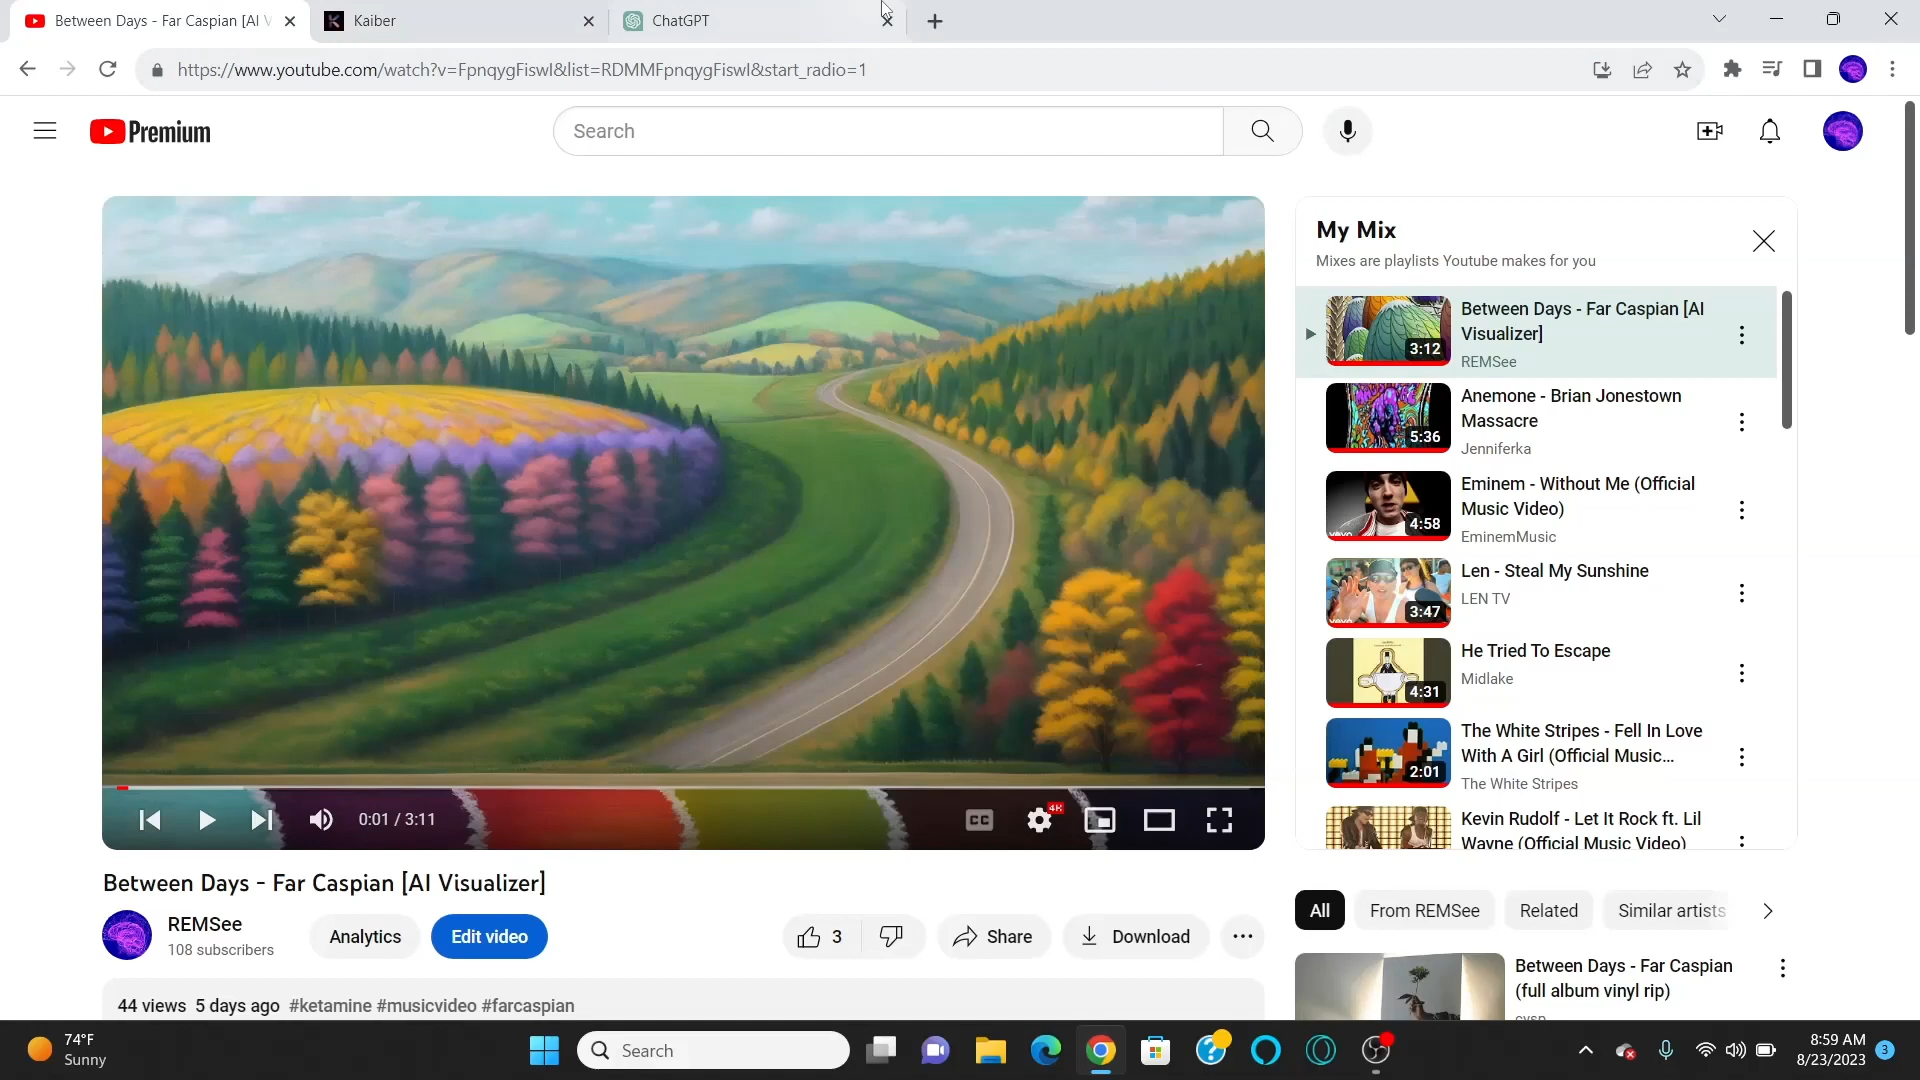 Between Days - Far Caspian [AI V
Kaiber
ChatGPT
https://www.youtube.com/watch?v=FpnqygFiswI&list=RDMMFpnqygFiswI&start_radio=1
Premium
Search
My Mix
Mixes are playlists Youtube makes for you
Between Days - Far Caspian [AI
Visualizer]
REMSee
3:12
Anemone - Brian Jonestown
Massacre
Jenniferka
5:36
Eminem - Without Me (Official
Music Video)
EminemMusic
4:58
Len - Steal My Sunshine
LEN TV
3:47
He Tried To Escape
Midlake
4:31
The White Stripes - Fell In Love
With A Girl (Official Music...
The White Stripes
2:01
Kevin Rudolf - Let It Rock ft. Lil
Wayne (Official Music Video)
0:01 / 3:11
CC
4K
Between Days - Far Caspian [AI Visualizer]
REMSee
108 subscribers
Analytics
Edit video
3
Share
Download
44 views 5 days ago #ketamine #musicvideo #farcaspian
All
From REMSee
Related
Similar artists
Between Days - Far Caspian
(full album vinyl rip)
74°F
Sunny
Search
8:59 AM
8/23/2023
3